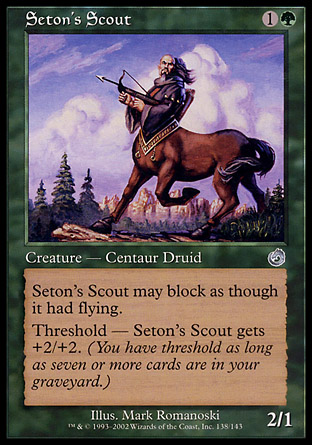 Seton's Scout 1
Creature — Centaur Druid
Seton's Scout may block as though
it had flying.
Threshold — Seton's Scout gets
+2/+2. (You have threshold as long
as seven or more cards are in your
graveyard.)
Illus. Mark Romanoski
™ & © 1993-2002 Wizards of the Coast, Inc. 138/143
2/1